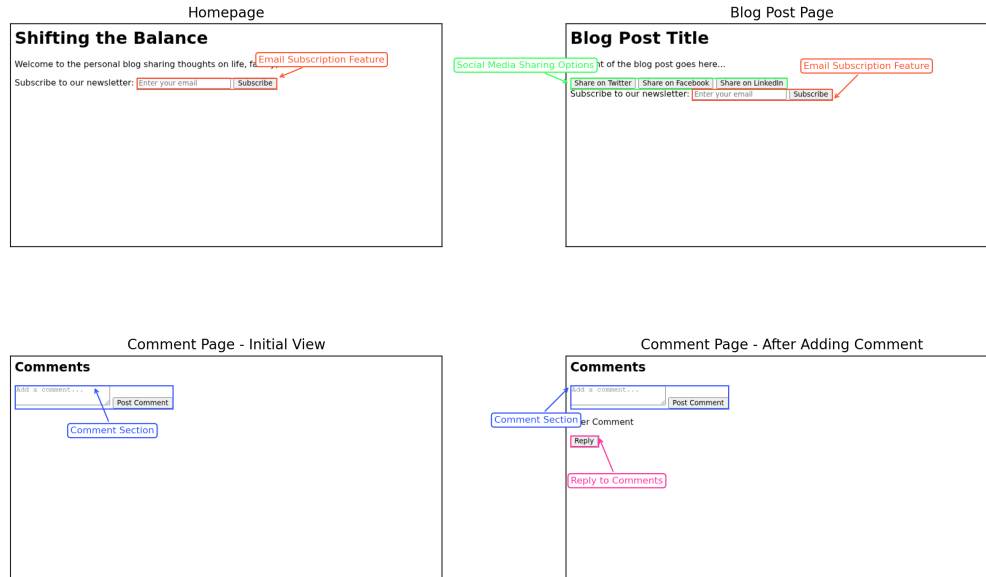 Homepage
Shifting the Balance
Welcome to the personal blog sharing thoughts on life,
Email Subscription Feature
Subscribe to our newsletter: Enter your email Subscribe
Blog Post Page
Blog Post Title
Social Media Sharing Options of the blog post goes here...
Email Subscription Feature
Share on Twitter Share on Facebook Share on LinkedIn
Subscribe to our newsletter: Enter your email Subscribe
Comment Page - Initial View
Comments
Add a comment...
Post Comment
Comment Section
Comment Page - After Adding Comment
Comments
Add a comment...
Post Comment
Comment Section Comment
Reply
Reply to Comments